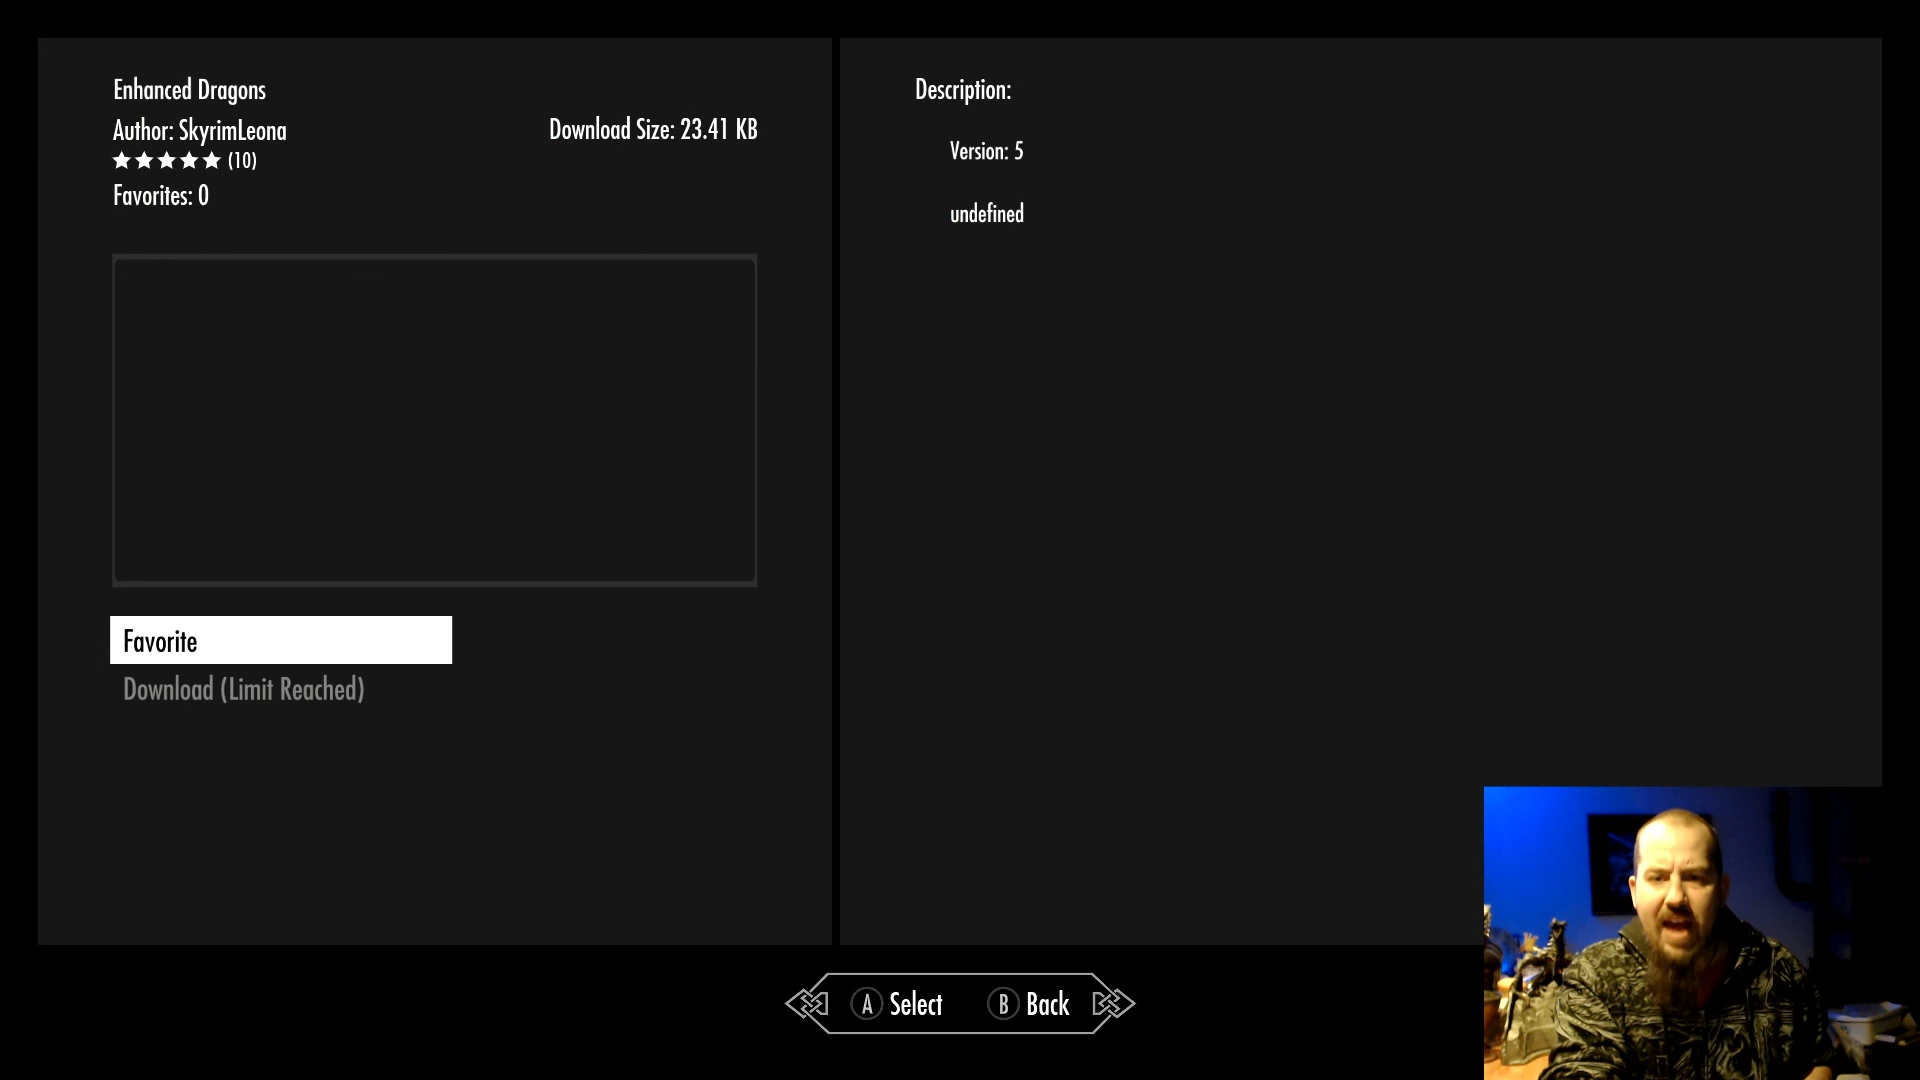 Enhanced Dragons
Author: SkyrimLeona
Download Size: 23.41 KB
(10)
Favorites: 0
Favorite
Download (Limit Reached)
Description:
Version: 5
undefined
A Select
B Back